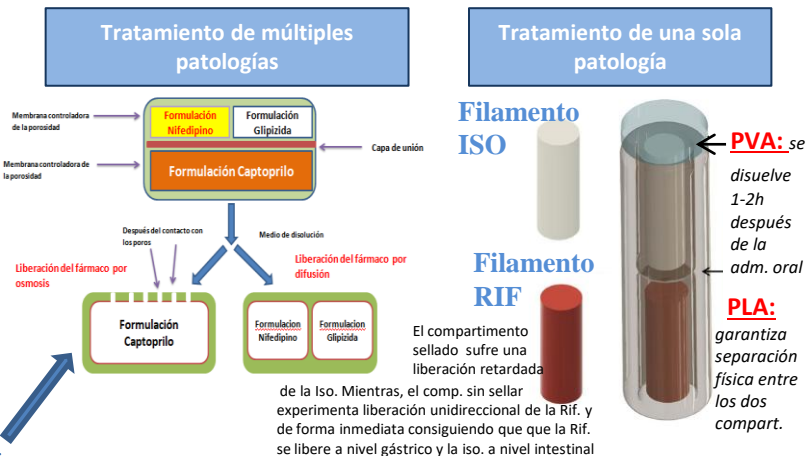 Tratamiento de múltiples
patologías
Membrana controladora
de la porosidad
Formulación
Nifedipino
Formulación
Glipizida
Capa de unión
Membrana controladora de
la porosidad
Formulación Captoprilo
Después del contacto con
los poros
Medio de disolución
Liberación del fármaco por
osmosis
Liberación del fármaco por
difusión
Formulación
Captoprilo
Formulacion
Nifedipino
Formulacion
Glipizida
Tratamiento de una sola
patología
Filamento
ISO
Filamento
RIF
PVA: se
disuelve
1-2h
después
de la
adm. oral
PLA:
garantiza
separación
física entre
los dos
compart.
El compartimento
sellado sufre una
liberación retardada
de la Iso. Mientras, el comp. sin sellar
experimenta liberación unidireccional de la Rif. y
de forma inmediata consiguiendo que que la Rif.
se libere a nivel gástrico y la iso. a nivel intestinal